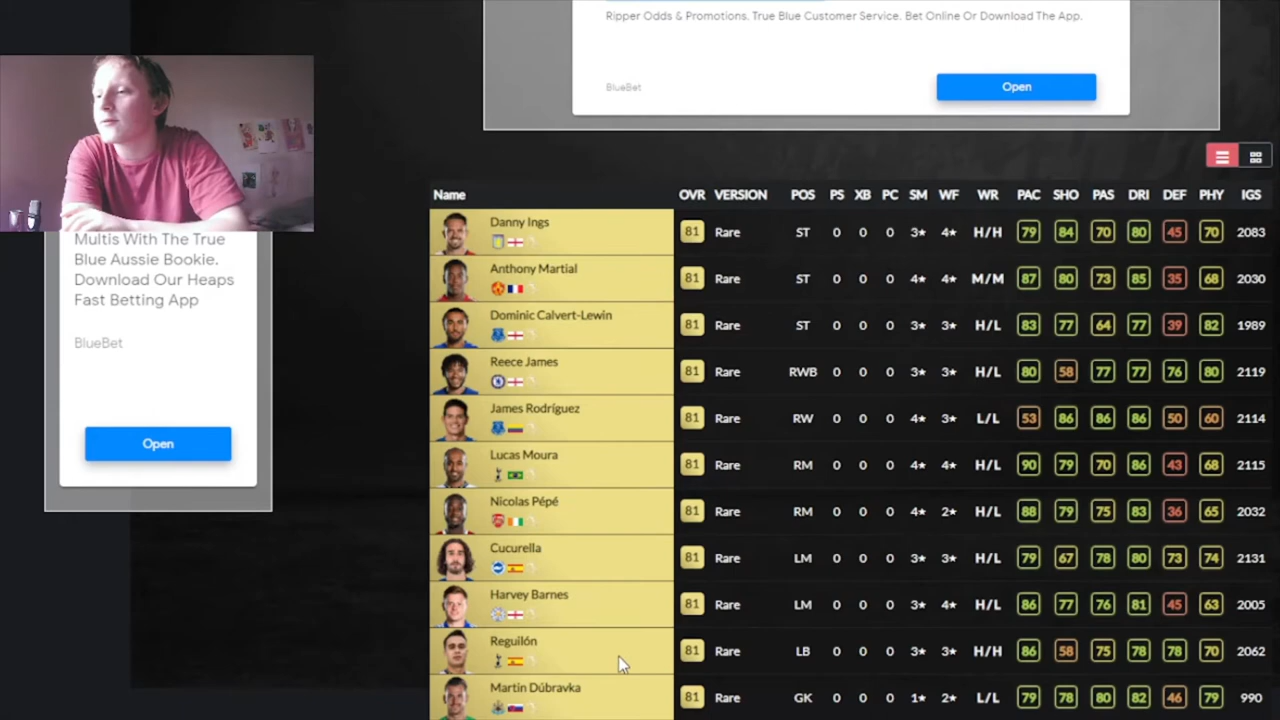 Ripper Odds & Promotions. True Blue Customer Service. Bet Online Or Download The App.
BlueBet
Open
Multis With The True
Blue Aussie Bookie.
Download Our Heaps
Fast Betting App
BlueBet
Open
Name OVR VERSION POS PS XB PC SM WF WR PAC SHO PAS DRI DEF PHY IGS
Danny Ings 81 Rare ST 0 0 0 3★ 4★ H/H 79 84 70 80 45 70 2083
Anthony Martial 81 Rare ST 0 0 0 4★ 4★ M/M 87 80 73 85 35 68 2030
Dominic Calvert-Lewin 81 Rare ST 0 0 0 3★ 3★ H/L 83 77 64 77 39 82 1989
Reece James 81 Rare RWB 0 0 0 3★ 3★ H/L 80 58 77 77 76 80 2119
James Rodríguez 81 Rare RW 0 0 0 4★ 3★ L/L 53 86 86 86 50 60 2114
Lucas Moura 81 Rare RM 0 0 0 4★ 4★ H/L 90 79 70 86 43 68 2115
Nicolas Pépé 81 Rare RM 0 0 0 4★ 2★ H/L 88 79 75 83 36 65 2032
Cucurella 81 Rare LM 0 0 0 3★ 3★ H/L 79 67 78 80 73 74 2131
Harvey Barnes 81 Rare LM 0 0 0 3★ 4★ H/L 86 77 76 81 45 63 2005
Reguilón 81 Rare LB 0 0 0 3★ 3★ H/H 86 58 75 78 78 70 2062
Martin Dúbravka 81 Rare GK 0 0 0 1★ 2★ L/L 79 78 80 82 46 79 990